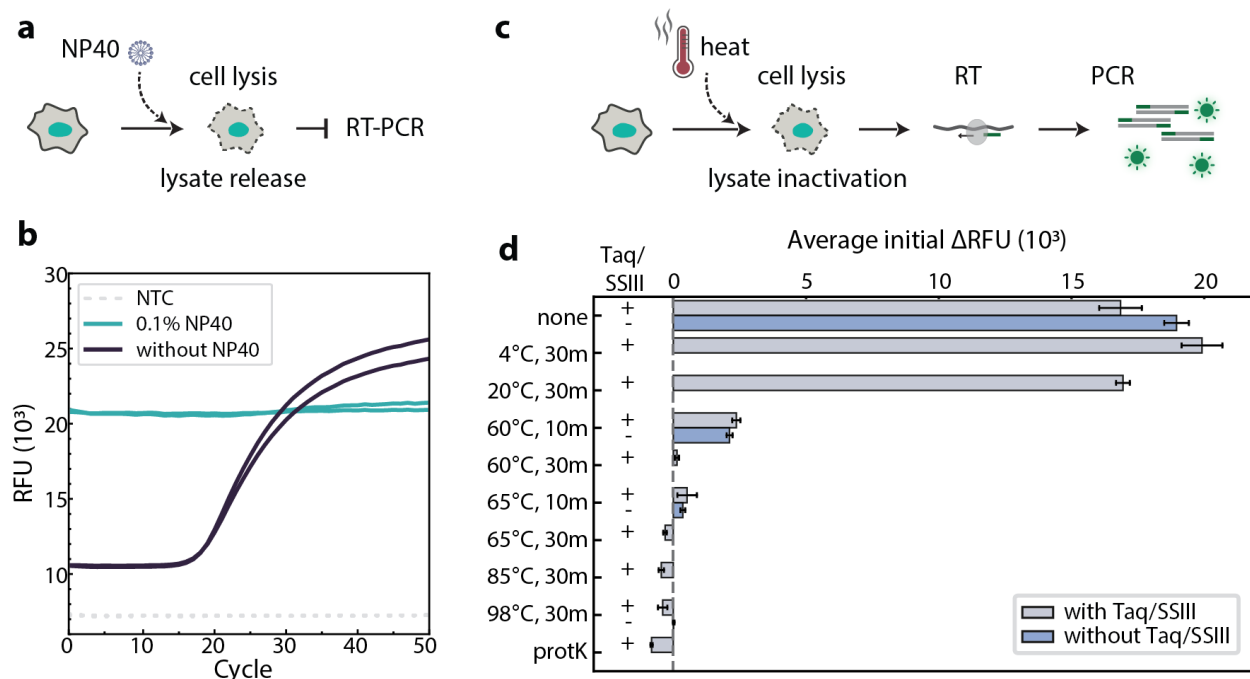 a
NP40
cell lysis
RT-PCR
lysate release
b
30
25
20
15
10
RFU (10³)
NTC
0.1% NP40
without NP40
0 10 20 30 40 50
Cycle
c
heat
cell lysis
RT
PCR
lysate inactivation
d
Average initial ΔRFU (10³)
Taq/
SSIII
0 5 10 15 20
none
+
-
4°C, 30m +
20°C, 30m +
60°C, 10m
+
-
60°C, 30m +
65°C, 10m
+
-
65°C, 30m +
85°C, 30m +
98°C, 30m
+
-
protK +
with Taq/SSIII
without Taq/SSIII